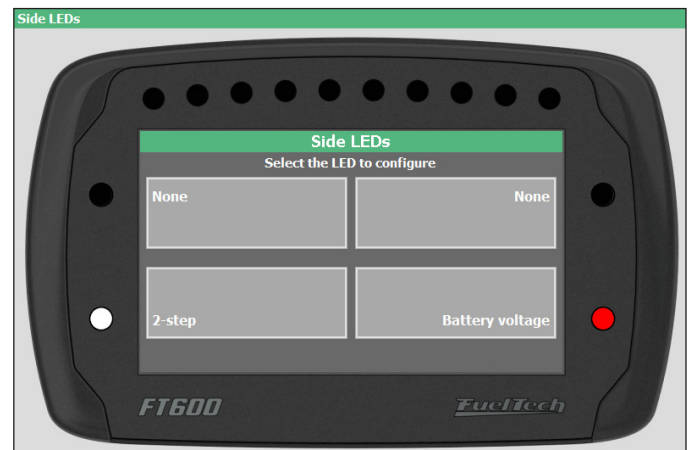 Side LEDs
Side LEDs
Select the LED to configure
None
None
2-step
Battery voltage
FT600
FuelTech